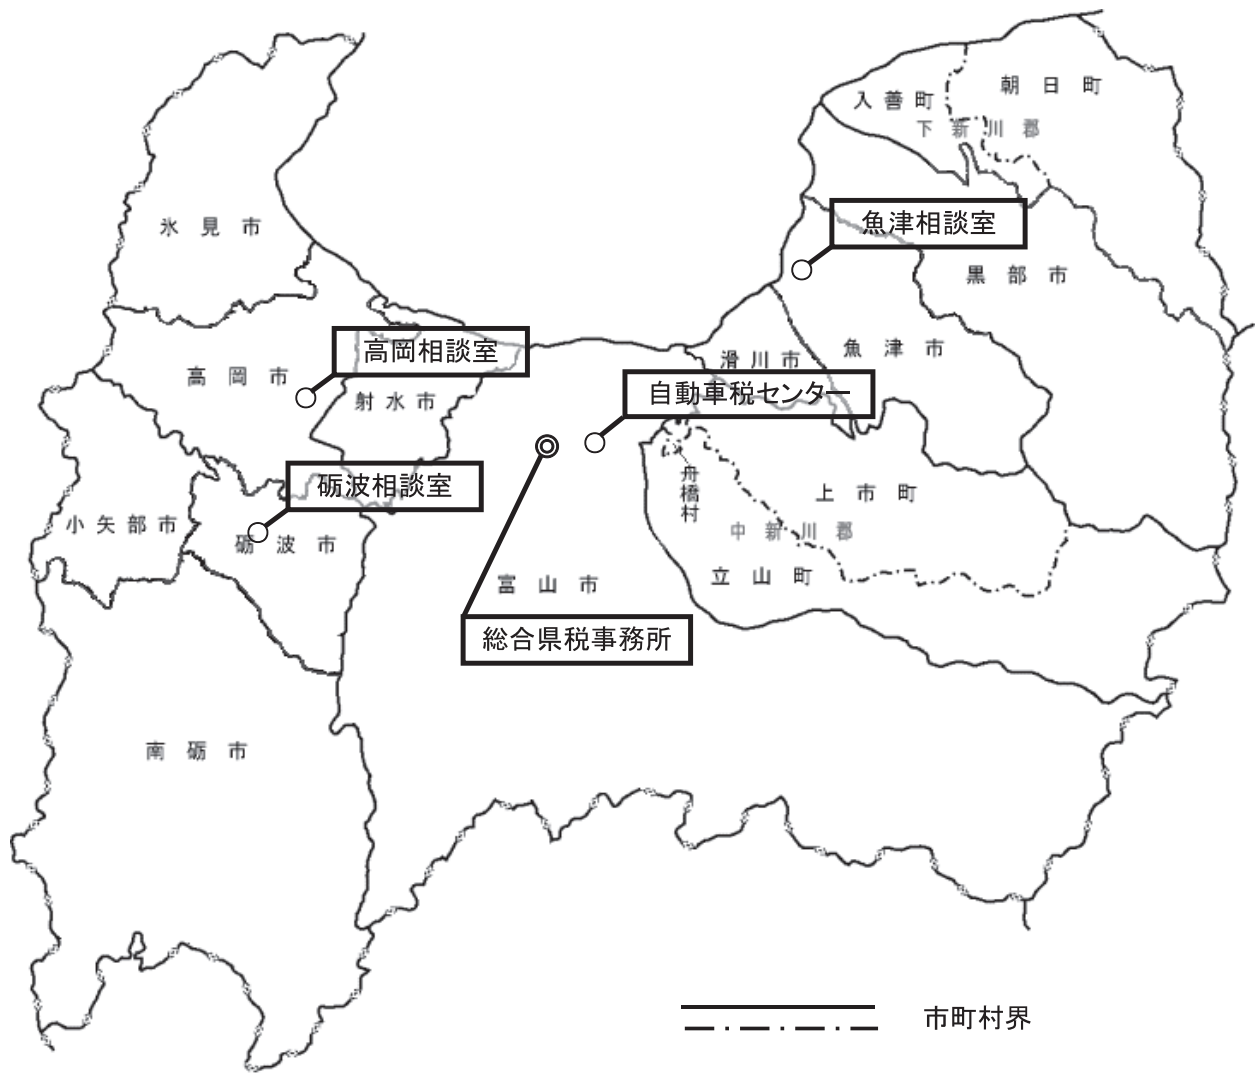 朝日町
入善町
下新川郡
氷見市
魚津相談室
黒部市
高岡相談室
魚津市
滑川市
高岡市
自動車税センター
射水市
砺波相談室
舟橋村
上市町
小矢部市
中新川郡
砺波市
立山町
富山市
総合県税事務所
南砺市
市町村界